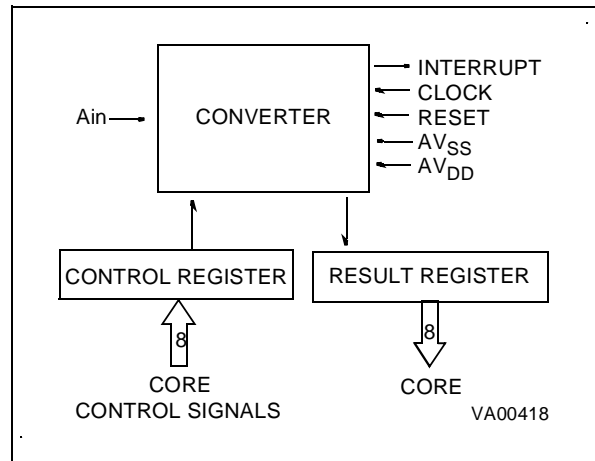 INTERRUPT
CLOCK
Ain
CONVERTER
RESET
AVSS
AVDD
CONTROL REGISTER
RESULT REGISTER
8
8
CORE
CONTROL SIGNALS
CORE
VA00418